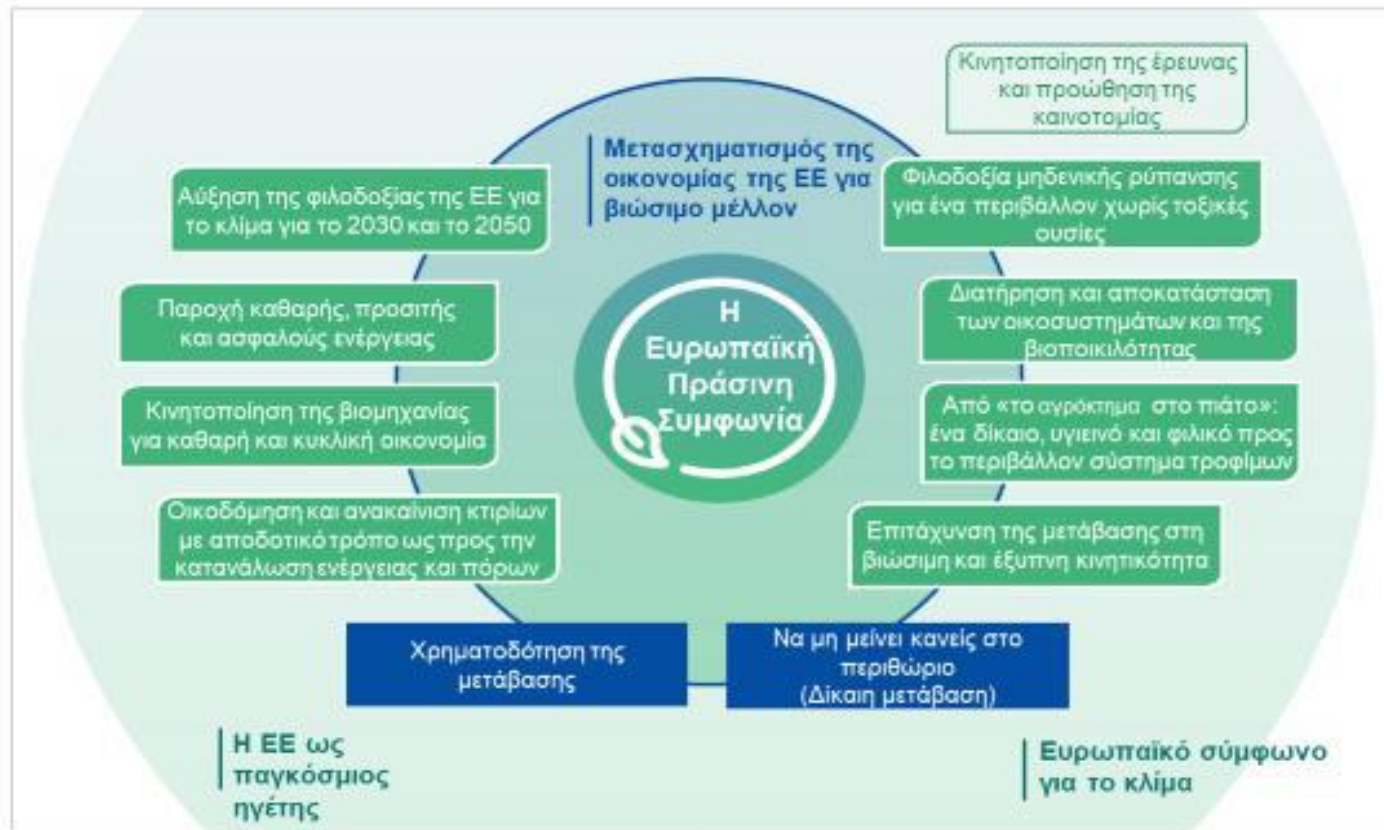 Κινητοποίηση της έρευνας
και προώθηση της
καινοτομίας
Μετασχηματισμός της
οικονομίας της ΕΕ για
βιώσιμο μέλλον
Αύξηση της φιλοδοξίας της ΕΕ για
το κλίμα για το 2030 και το 2050
Φιλοδοξία μηδενικής ρύπανσης
για ένα περιβάλλον χωρίς τοξικές
ουσίες
Παροχή καθαρής, προσιτής
και ασφαλούς ενέργειας
Η
Ευρωπαϊκή
Πράσινη
Συμφωνία
Διατήρηση και αποκατάσταση
των οικοσυστημάτων και της
βιοποικιλότητας
Κινητοποίηση της βιομηχανίας
για καθαρή και κυκλική οικονομία
Από «το αγρόκτημα στο πιάτο»:
ένα δίκαιο, υγιεινό και φιλικό προς
το περιβάλλον σύστημα τροφίμων
Οικοδόμηση και ανακαίνιση κτιρίων
με αποδοτικό τρόπο ως προς την
κατανάλωση ενέργειας και πόρων
Επιτάχυνση της μετάβασης στη
βιώσιμη και έξυπνη κινητικότητα
Χρηματοδότηση της
μετάβασης
Να μη μείνει κανείς στο
περιθώριο
(Δίκαιη μετάβαση)
Η ΕΕ ως
παγκόσμιος
ηγέτης
Ευρωπαϊκό σύμφωνο
για το κλίμα